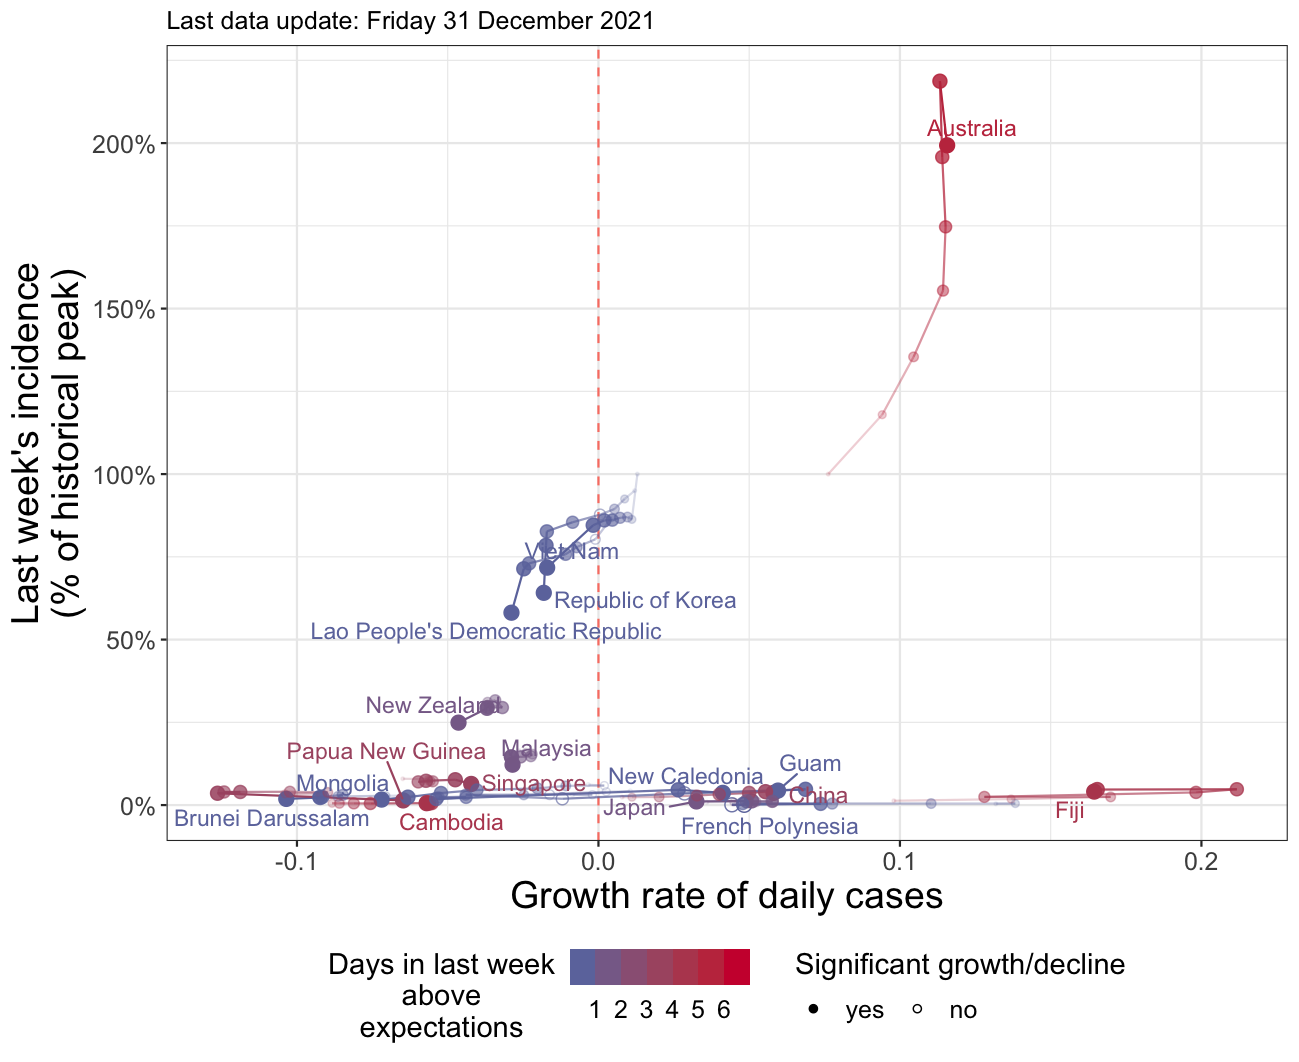 Last data update: Friday 31 December 2021
Last week's incidence
(% of historical peak)
200%
150%
100%
50%
0%
Australia
Viet Nam
Republic of Korea
Lao People's Democratic Republic
New Zealand
Papua New Guinea
Malaysia
Mongolia
Singapore
New Caledonia
Guam
Japan
China
Brunei Darussalam
Cambodia
French Polynesia
Fiji
-0.1
0.0
0.1
0.2
Growth rate of daily cases
Days in last week
above
expectations
1 2 3 4 5 6
Significant growth/decline
yes no